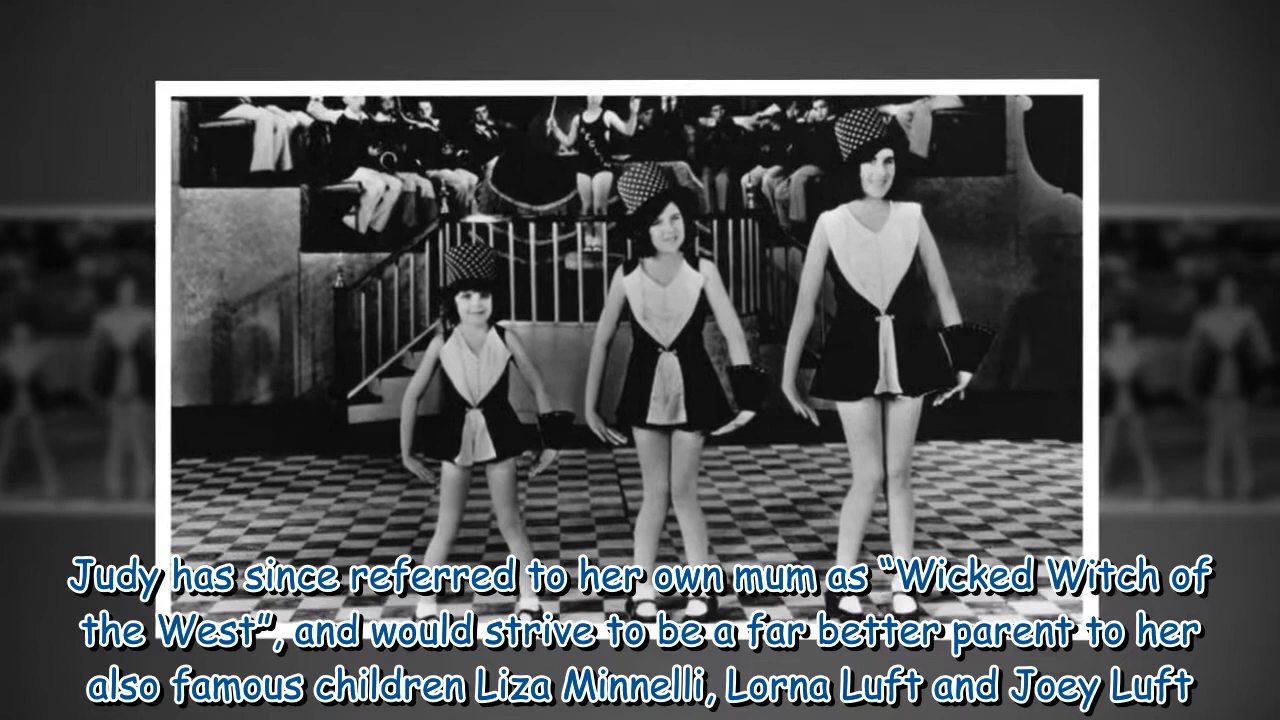 Judy has since referred to her own mum as “Wicked Witch of
the West”, and would strive to be a far better parent to her
also famous children Liza Minnelli, Lorna Luft and Joey Luft